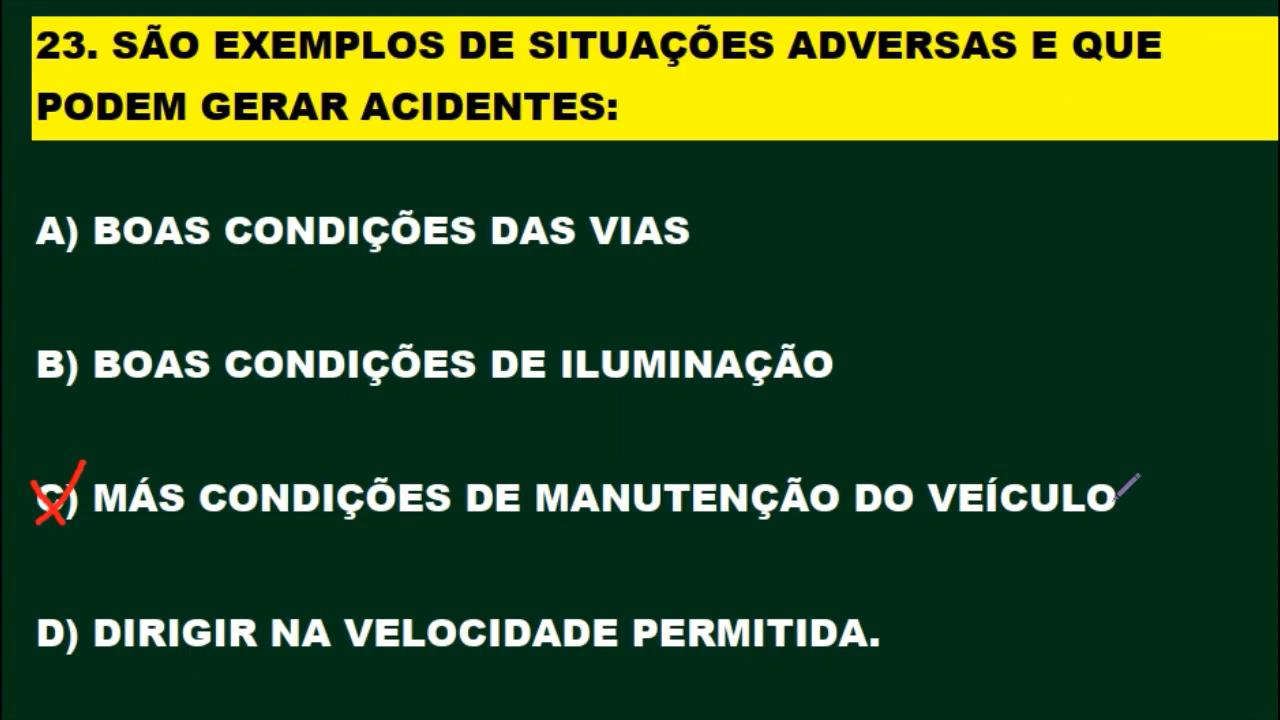 23. SÃO EXEMPLOS DE SITUAÇÕES ADVERSAS E QUE
PODEM GERAR ACIDENTES:
A) BOAS CONDIÇÕES DAS VIAS
B) BOAS CONDIÇÕES DE ILUMINAÇÃO
C) MÁS CONDIÇÕES DE MANUTENÇÃO DO VEÍCULO
D) DIRIGIR NA VELOCIDADE PERMITIDA.